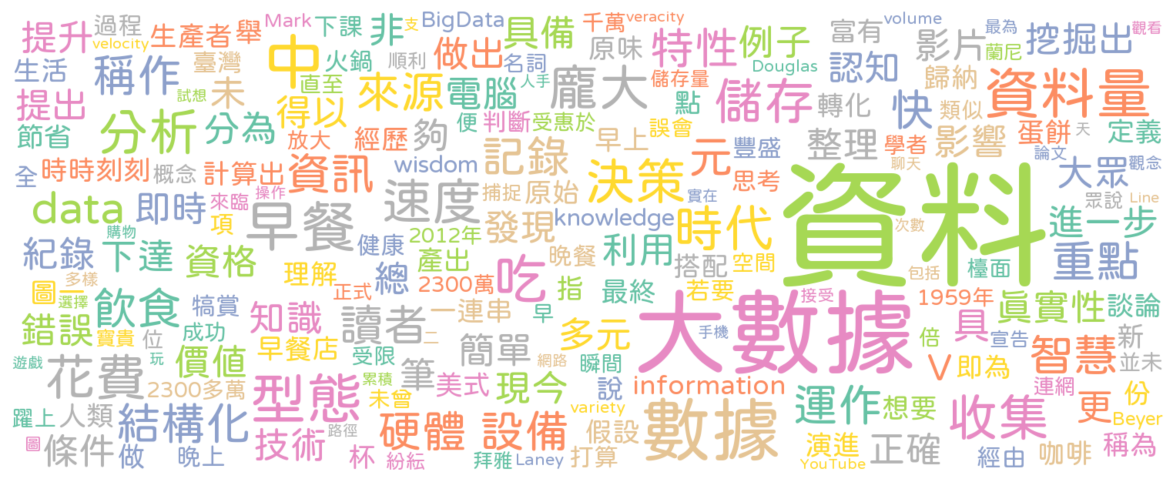 提升
過程
velocity
生產者
舉
Mark
下課
非
支
BigData
具備
千萬
veracity
特性
例子
富有
volume
影片
最為
觀看
挖掘出
稱作
中
火鍋
順利
做出
名詞
原味
儲存量
Douglas
認知
蘭尼
歸納
資料量
生活
臺灣
未
直至
來源
電腦
人手
龐大
儲存
轉化
類似
提出
試想
得以
便
點
快
節省
分析
分為
放大
經歷
夠
判斷
受惠於
早上
誤會
元
豐盛
整理
影響
學者
蛋餅
天
定義
全
時時刻刻
概念
計算出
資訊
wisdom
記錄
決策
思考
聊天
論文
大眾
觀念
操作
捕捉
原始
實在
資料
眾說
Line
data
即時
來臨
項
早餐
速度
發現
knowledge
時代
次數
進一步
購物
健康
2012年
紀錄
下達
資格
理解
總
產出
晚餐
利用
搭配
空間
包括
檯面
重點
圖一
多樣
2300萬
吃
指
最終
若要
大數據
接受
1959年
真實性
談論
選擇
飲食
犒賞
正式
一連串
早
錯誤
寶貴
成功
知識
讀者
多元
手機
倍
具
宣告
新
位
二
早餐店
受限
簡單
瞬間
V
即為
智慧
並未
遊戲
玩
價值
花費
2300多萬
型態
累積
未曾
筆
美式
現今
網路
說
information
連網
份
躍上
人類
結構化
variety
數據
運作
想要
收集
更
Beyer
圖
條件
做
晚上
技術
路徑
杯
硬體 設備
紛紜
拜雅
Laney
假設
打算
演進
YouTube
正確
經由
咖啡
稱為